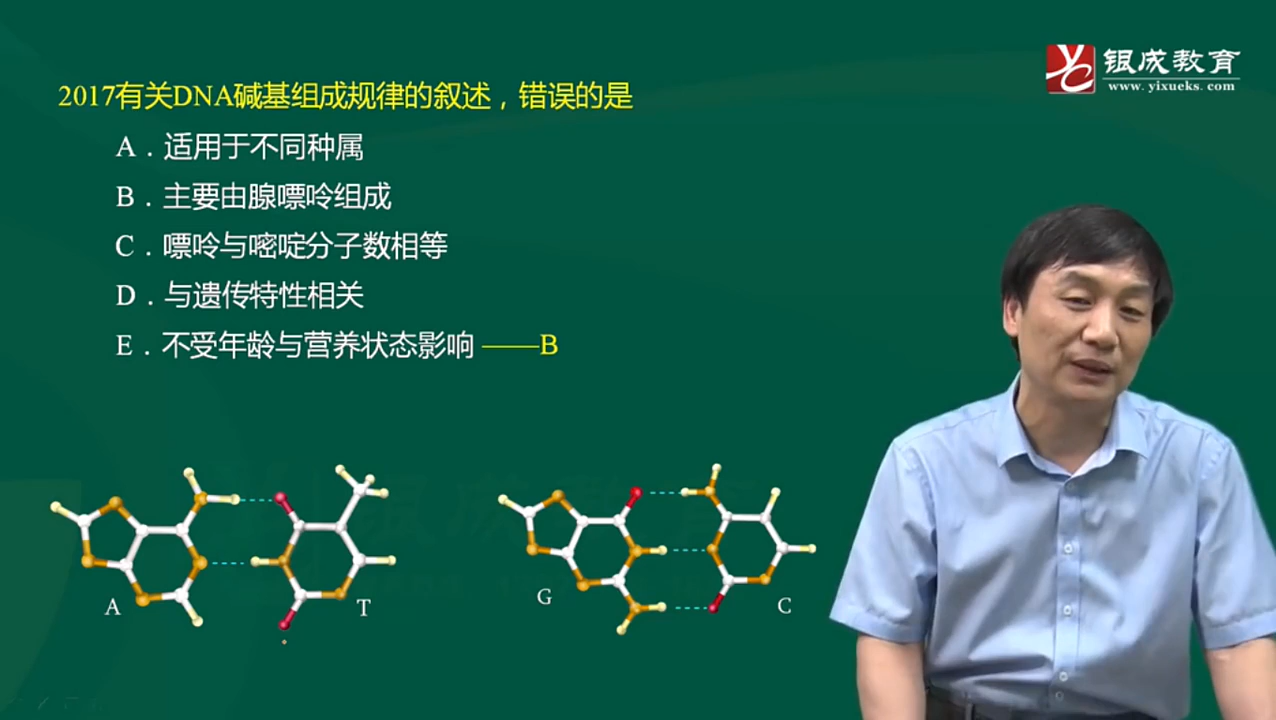 银成教育
www.yixueks.com
2017有关DNA碱基组成规律的叙述，错误的是
A．适用于不同种属
B．主要由腺嘌呤组成
C．嘌呤与嘧啶分子数相等
D．与遗传特性相关
E．不受年龄与营养状态影响 ——B
A
T
G
C